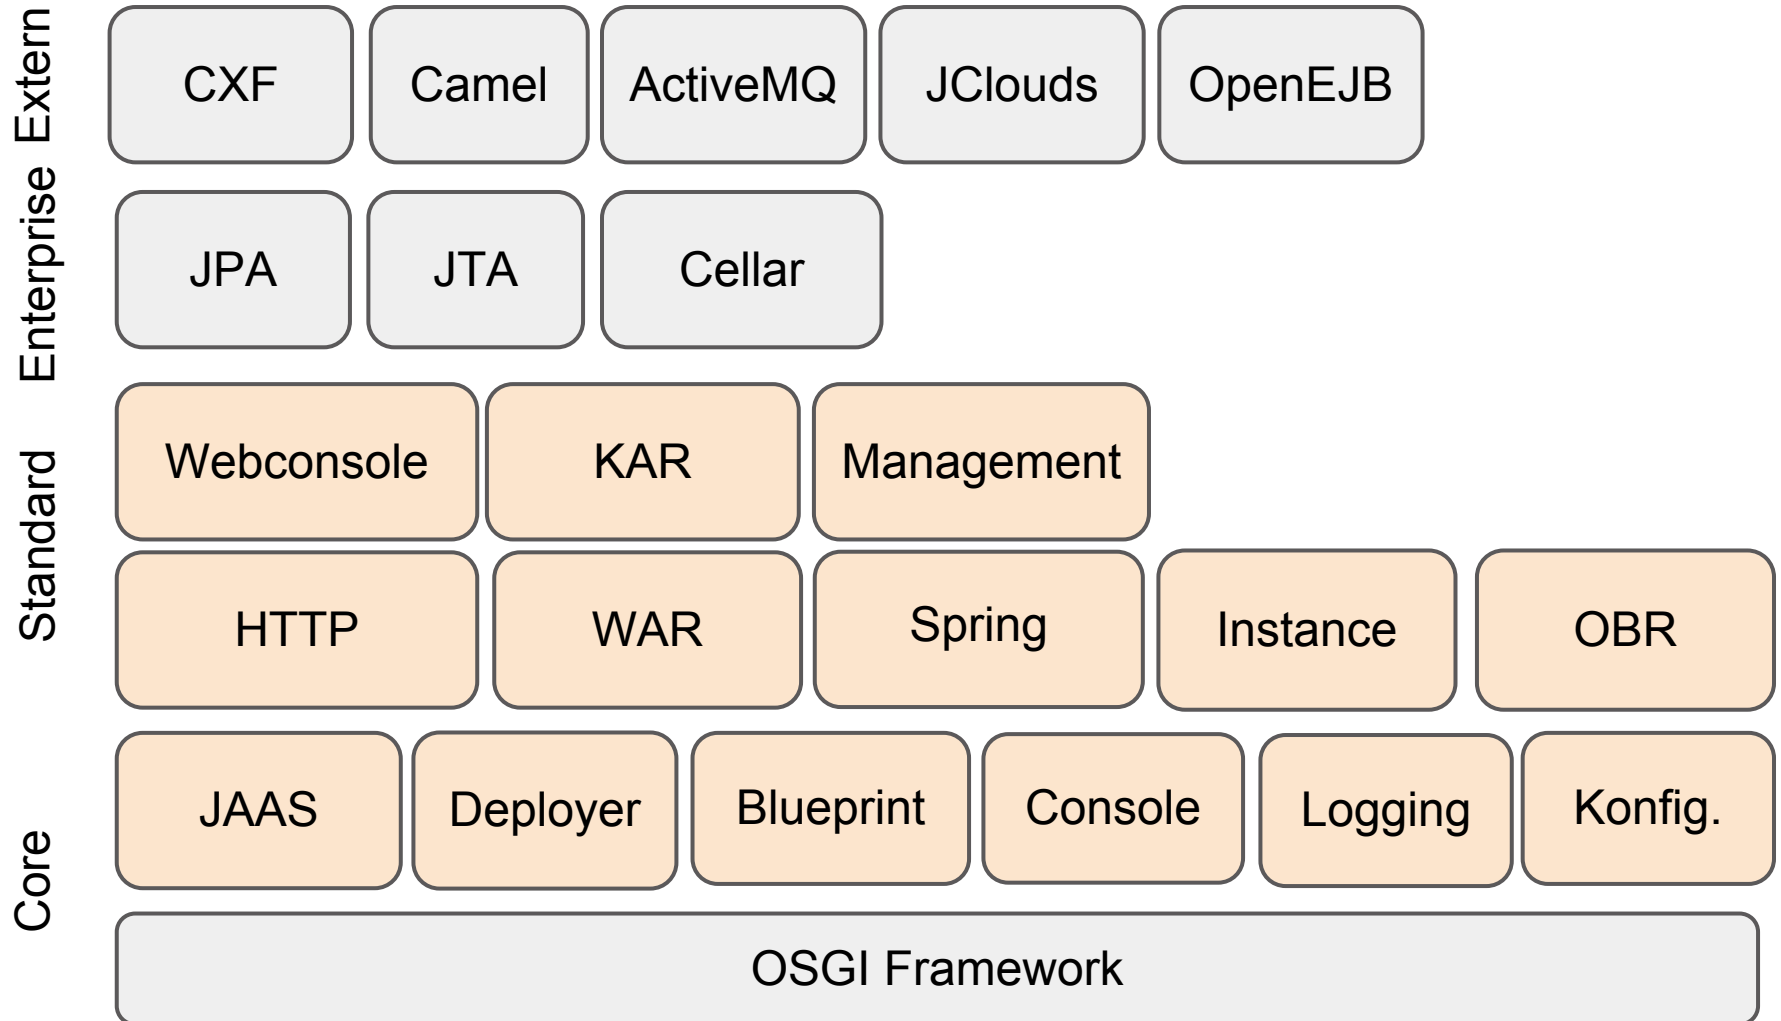 Extern
CXF
Camel
ActiveMQ
JClouds
OpenEJB
Enterprise
JPA
JTA
Cellar
Standard
Webconsole
KAR
Management
HTTP
WAR
Spring
Instance
OBR
Core
JAAS
Deployer
Blueprint
Console
Logging
Konfig.
OSGI Framework